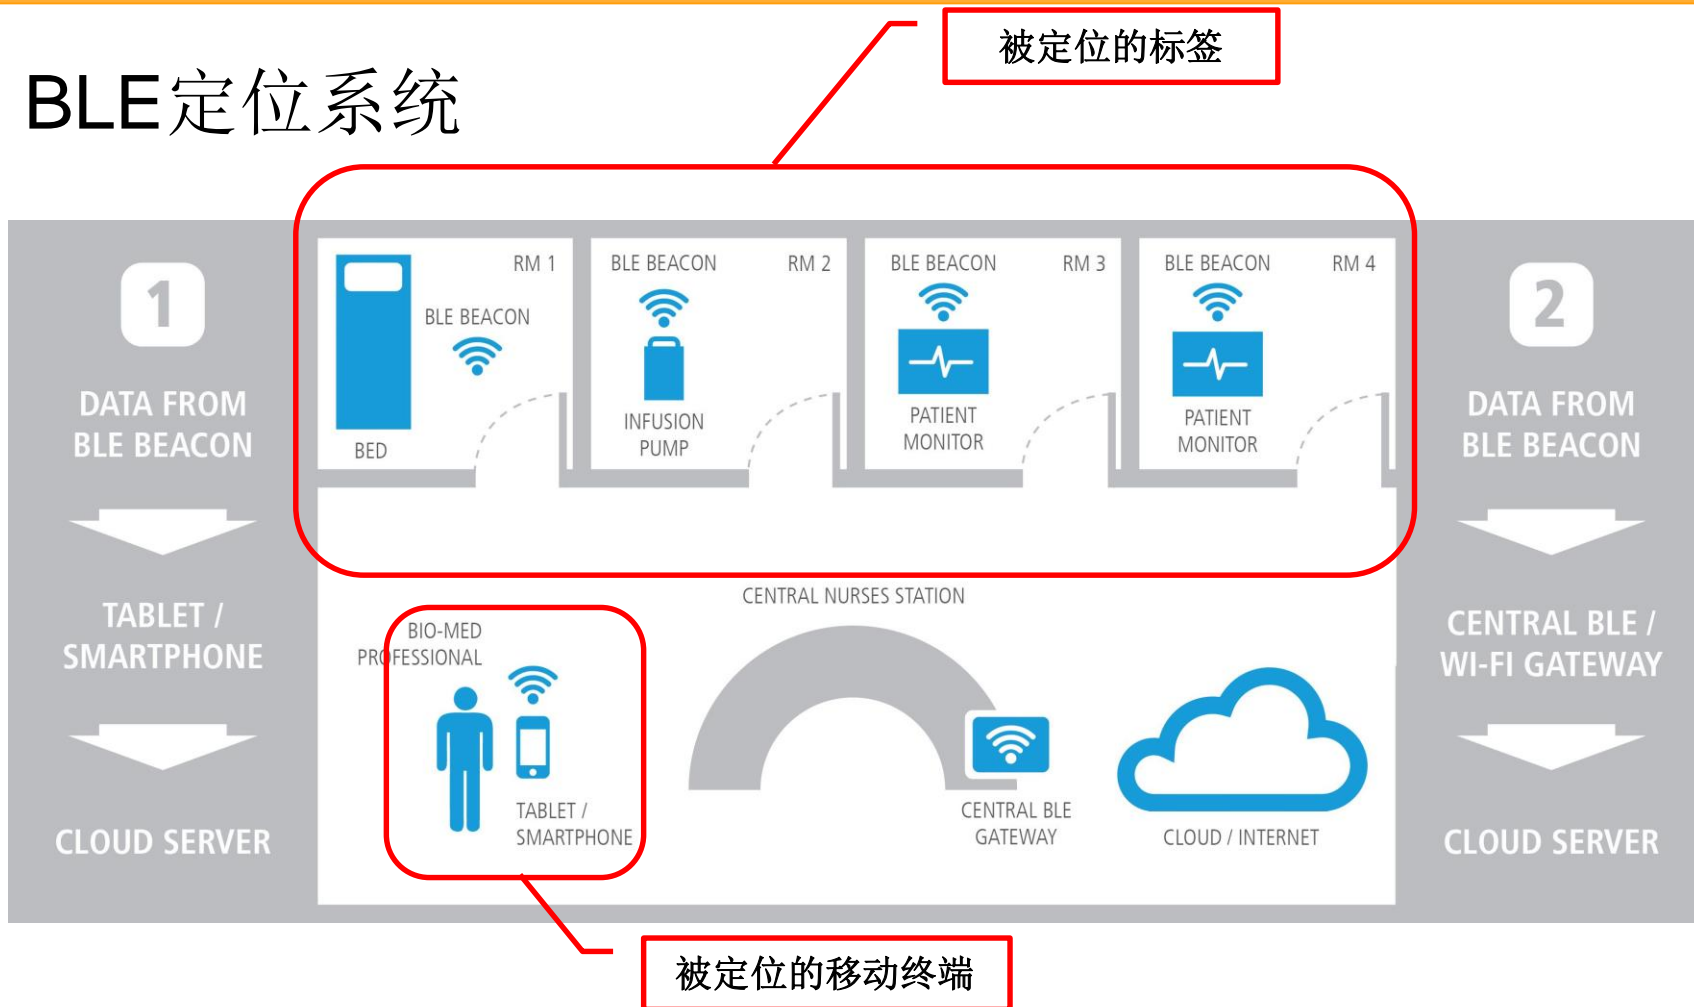 被定位的标签
BLE定位系统
1
DATA FROM
BLE BEACON
TABLET /
SMARTPHONE
CLOUD SERVER
RM 1
BLE BEACON
BED
BLE BEACON
RM 2
INFUSION
PUMP
BLE BEACON
RM 3
PATIENT
MONITOR
BLE BEACON
RM 4
PATIENT
MONITOR
CENTRAL NURSES STATION
BIO-MED
PROFESSIONAL
TABLET /
SMARTPHONE
CENTRAL BLE
GATEWAY
CLOUD / INTERNET
2
DATA FROM
BLE BEACON
CENTRAL BLE /
WI-FI GATEWAY
CLOUD SERVER
被定位的移动终端